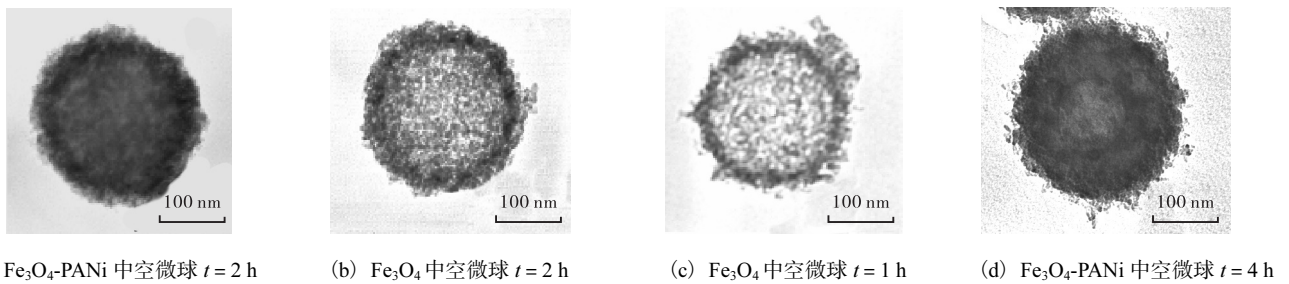 100 nm
100 nm
100 nm
100 nm
Fe₃O₄-PANi 中空微球 t = 2 h
(b) Fe₃O₄ 中空微球 t = 2 h
(c) Fe₃O₄ 中空微球 t = 1 h
(d) Fe₃O₄-PANi 中空微球 t = 4 h